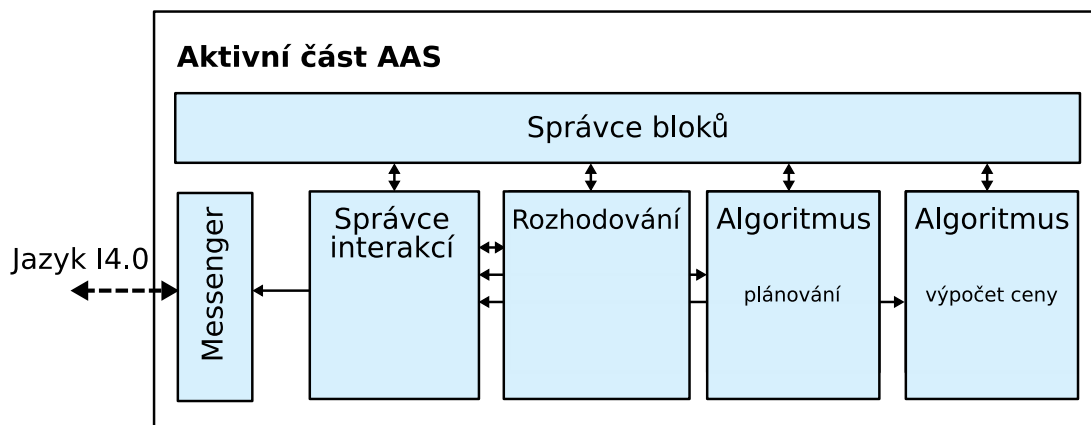 Aktivní část AAS
Správce bloků
Jazyk I4.0
Messenger
Správce
interakcí
Rozhodování
Algoritmus
plánování
Algoritmus
výpočet ceny